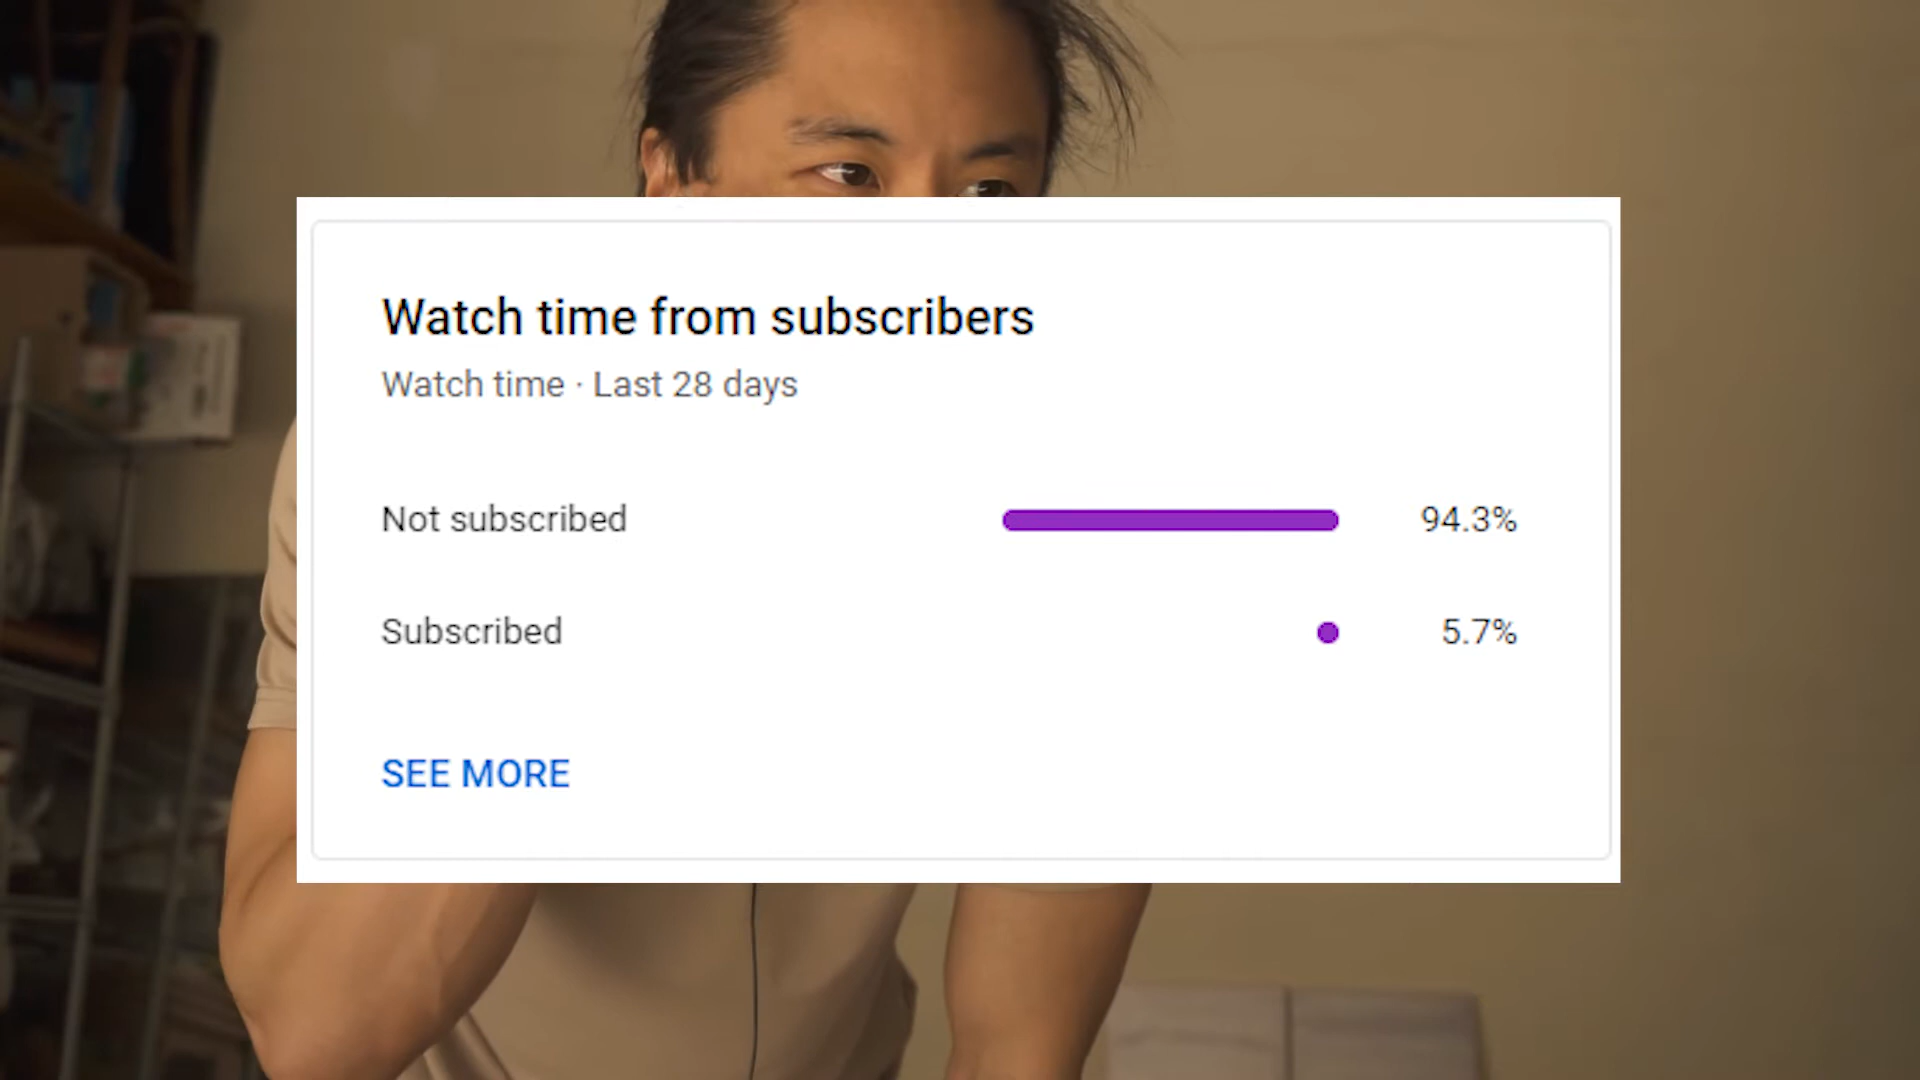 Watch time from subscribers
Watch time · Last 28 days
Not subscribed 94.3%
Subscribed 5.7%
SEE MORE